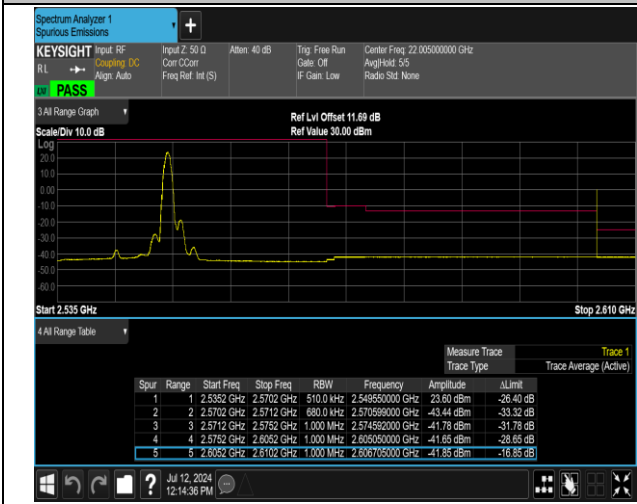 Spectrum Analyzer 1
Spurious Emissions
+
KEYSIGHT Input: RF Input Z: 50 Ω Atten: 40 dB Trig: Free Run Center Freq: 22.005000000 GHz
RL Coupling: DC Corr CCorr Gate: Off Avg|Hold: 5/5
Align: Auto Freq Ref: Int (S) IF Gain: Low Radio Std: None
PASS
3 All Range Graph
Ref Lvl Offset 11.69 dB
Scale/Div 10.0 dB Ref Value 30.00 dBm
Log
20.0
10.0
0.00
-10.0
-20.0
-30.0
-40.0
-50.0
-60.0
Start 2.535 GHz Stop 2.610 GHz
4 All Range Table
Measure Trace Trace 1
Trace Type Trace Average (Active)
Spur Range Start Freq Stop Freq RBW Frequency Amplitude ΔLimit
1 1 2.5352 GHz 2.5702 GHz 510.0 kHz 2.549550000 GHz 23.60 dBm -26.40 dB
2 2 2.5702 GHz 2.5712 GHz 680.0 kHz 2.570599000 GHz -43.44 dBm -33.32 dB
3 3 2.5712 GHz 2.5752 GHz 1.000 MHz 2.574592000 GHz -41.78 dBm -31.78 dB
4 4 2.5752 GHz 2.6052 GHz 1.000 MHz 2.605050000 GHz -41.65 dBm -28.65 dB
5 5 2.6052 GHz 2.6102 GHz 1.000 MHz 2.606705000 GHz -41.85 dBm -16.85 dB
? Jul 12, 2024
12:14:36 PM